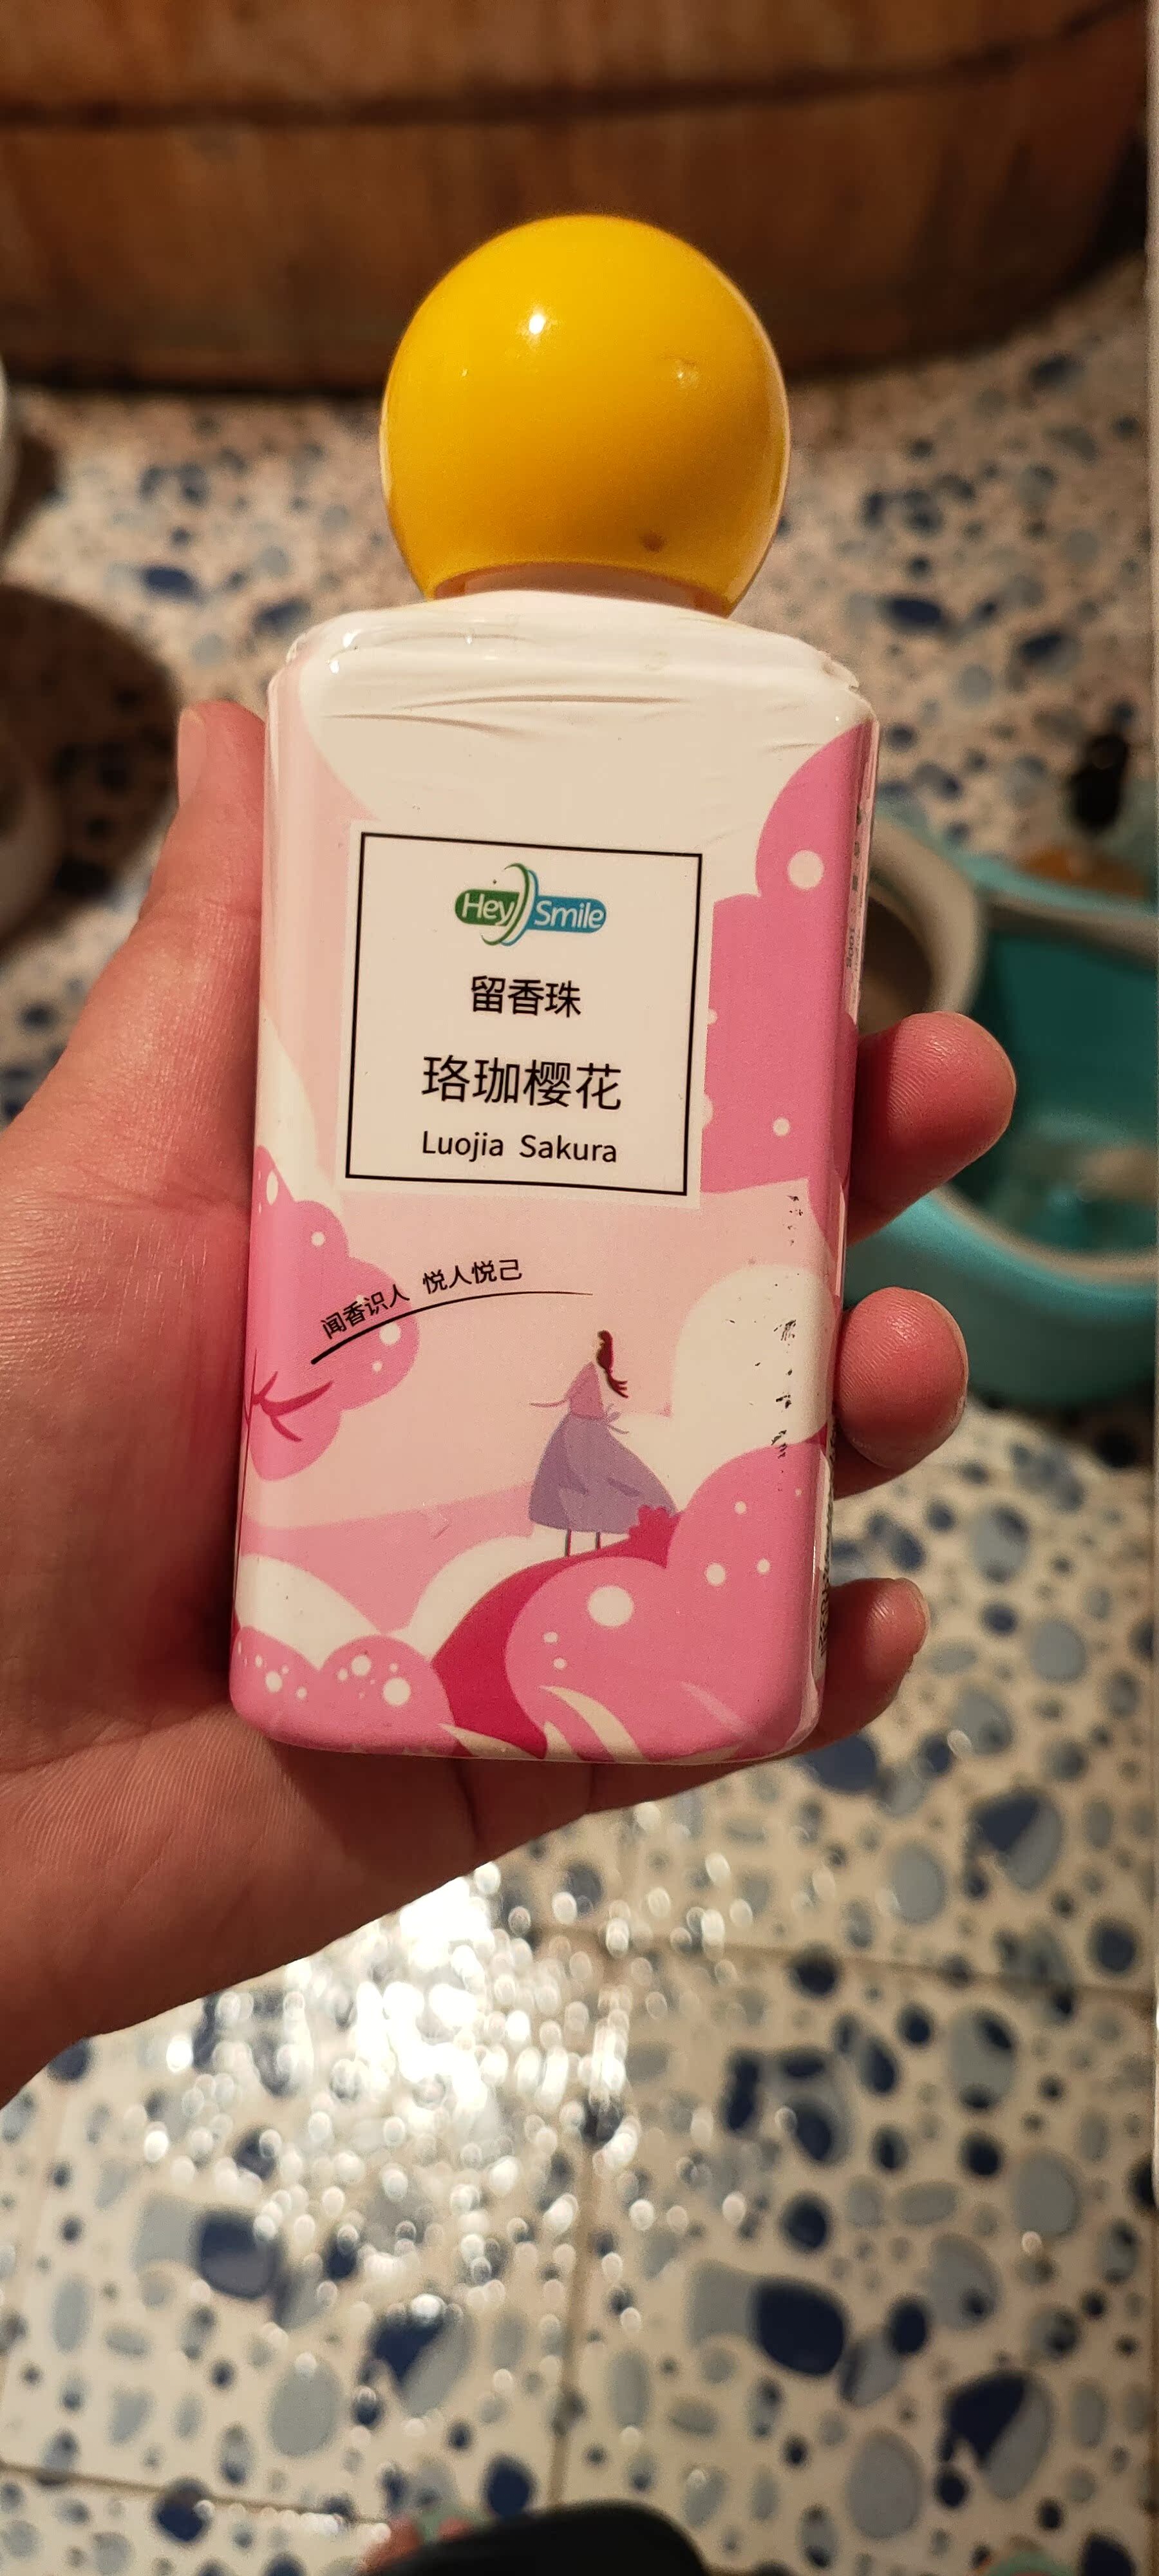 Hey Smile
留香珠
珞珈樱花
Luojia Sakura
闻香识人 悦人悦己